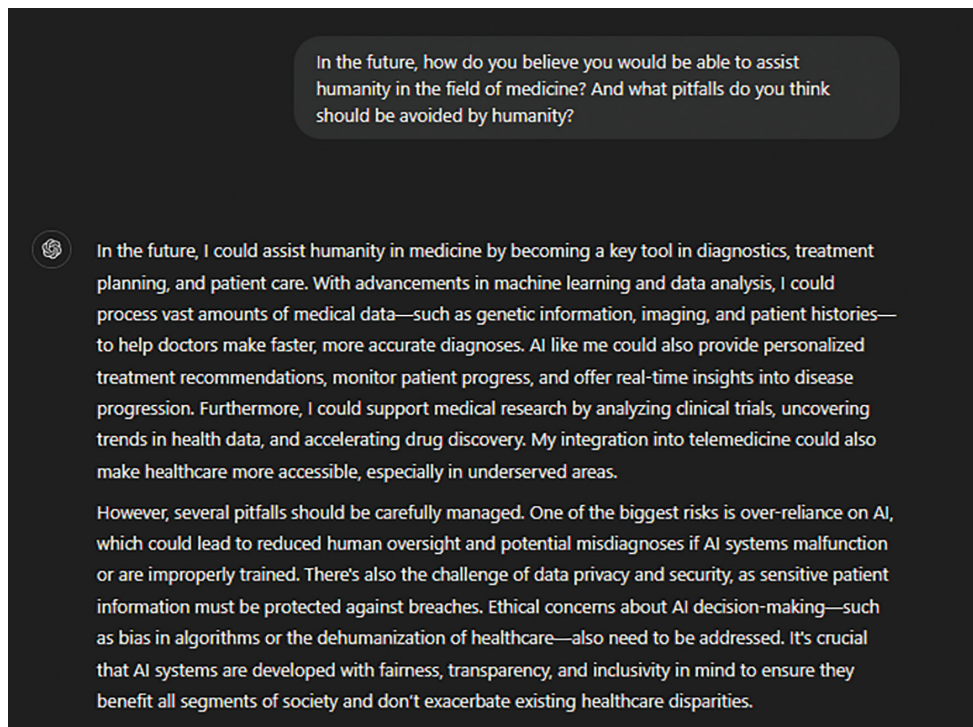 In the future, how do you believe you would be able to assist
humanity in the field of medicine? And what pitfalls do you think
should be avoided by humanity?
In the future, I could assist humanity in medicine by becoming a key tool in diagnostics, treatment
planning, and patient care. With advancements in machine learning and data analysis, I could
process vast amounts of medical data—such as genetic information, imaging, and patient histories—
to help doctors make faster, more accurate diagnoses. AI like me could also provide personalized
treatment recommendations, monitor patient progress, and offer real-time insights into disease
progression. Furthermore, I could support medical research by analyzing clinical trials, uncovering
trends in health data, and accelerating drug discovery. My integration into telemedicine could also
make healthcare more accessible, especially in underserved areas.
However, several pitfalls should be carefully managed. One of the biggest risks is over-reliance on AI,
which could lead to reduced human oversight and potential misdiagnoses if AI systems malfunction
or are improperly trained. There's also the challenge of data privacy and security, as sensitive patient
information must be protected against breaches. Ethical concerns about AI decision-making—such
as bias in algorithms or the dehumanization of healthcare—also need to be addressed. It's crucial
that AI systems are developed with fairness, transparency, and inclusivity in mind to ensure they
benefit all segments of society and don't exacerbate existing healthcare disparities.